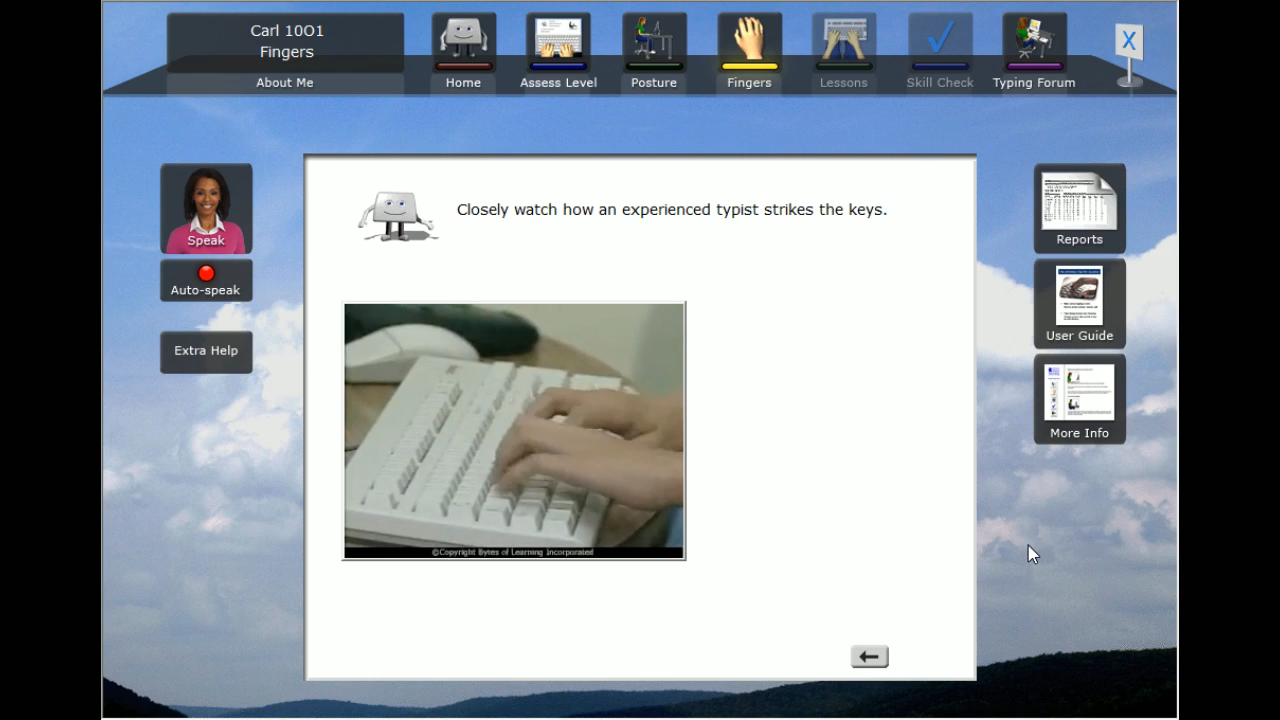 Carl 10O1
Fingers
About Me
Home
Assess Level
Posture
Fingers
Lessons
Skill Check
Typing Forum
X
Speak
Auto-speak
Extra Help
Closely watch how an experienced typist strikes the keys.
©Copyright Bytes of Learning Incorporated
Reports
User Guide
More Info